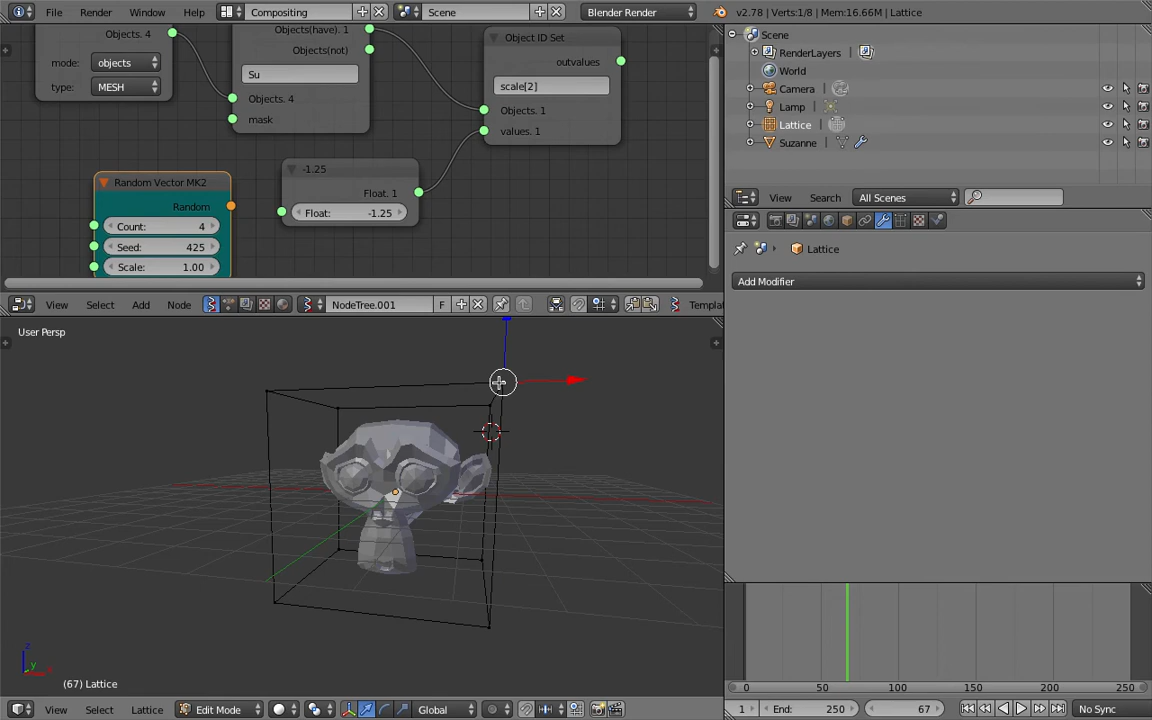 File Render Window Help Compositing Scene Blender Render v2.78 | Verts:1/8 | Mem:16.66M | Lattice
Objects. 4
mode: objects
type: MESH
Objects(have). 1
Objects(not)
Su
Objects. 4
mask
Object ID Set
outvalues
scale[2]
Objects. 1
values. 1
Random Vector MK2
Random
Count: 4
Seed: 425
Scale: 1.00
-1.25
Float. 1
Float: -1.25
Scene
RenderLayers
World
Camera
Lamp
Lattice
Suzanne
View Search All Scenes
Lattice
Add Modifier
View Select Add Node NodeTree.001 F Templat
User Persp
z
y
x
(67) Lattice
0 50 100 150 200 250
View Select Lattice Edit Mode Global
1 End: 250 67 No Sync